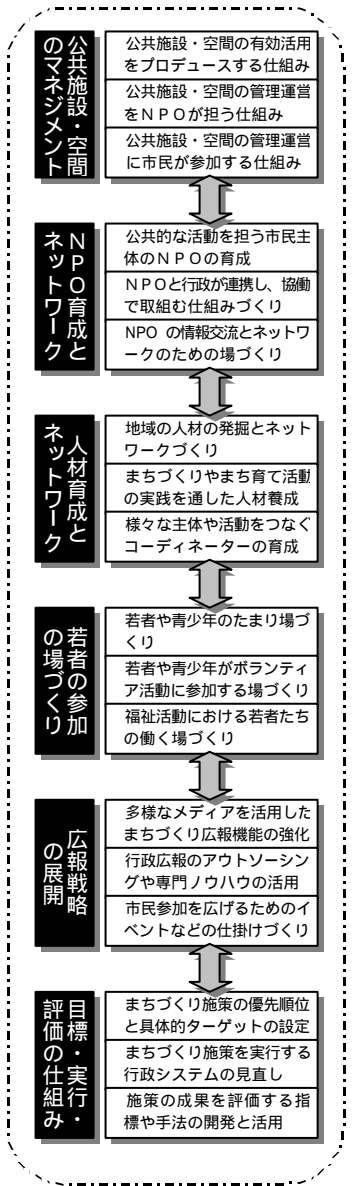 公共施設・空間
のマネジメント
公共施設・空間の有効活用
をプロデュースする仕組み
公共施設・空間の管理運営
をＮＰＯが担う仕組み
公共施設・空間の管理運営
に市民が参加する仕組み
ＮＰＯ育成と
ネットワーク
公共的な活動を担う市民主
体のＮＰＯの育成
ＮＰＯと行政が連携し、協働
で取組む仕組みづくり
NPO の情報交流とネットワ
ークのための場づくり
人材育成と
ネットワーク
地域の人材の発掘とネット
ワークづくり
まちづくりやまち育て活動
の実践を通した人材養成
様々な主体や活動をつなぐ
コーディネーターの育成
若者の参加
の場づくり
若者や青少年のたまり場づ
くり
若者や青少年がボランティ
ア活動に参加する場づくり
福祉活動における若者たち
の働く場づくり
広報戦略
の展開
多様なメディアを活用した
まちづくり広報機能の強化
行政広報のアウトソーシン
グや専門ノウハウの活用
市民参加を広げるためのイ
ベントなどの仕掛けづくり
目標・実行・
評価の仕組み
まちづくり施策の優先順位
と具体的ターゲットの設定
まちづくり施策を実行する
行政システムの見直し
施策の成果を評価する指
標や手法の開発と活用